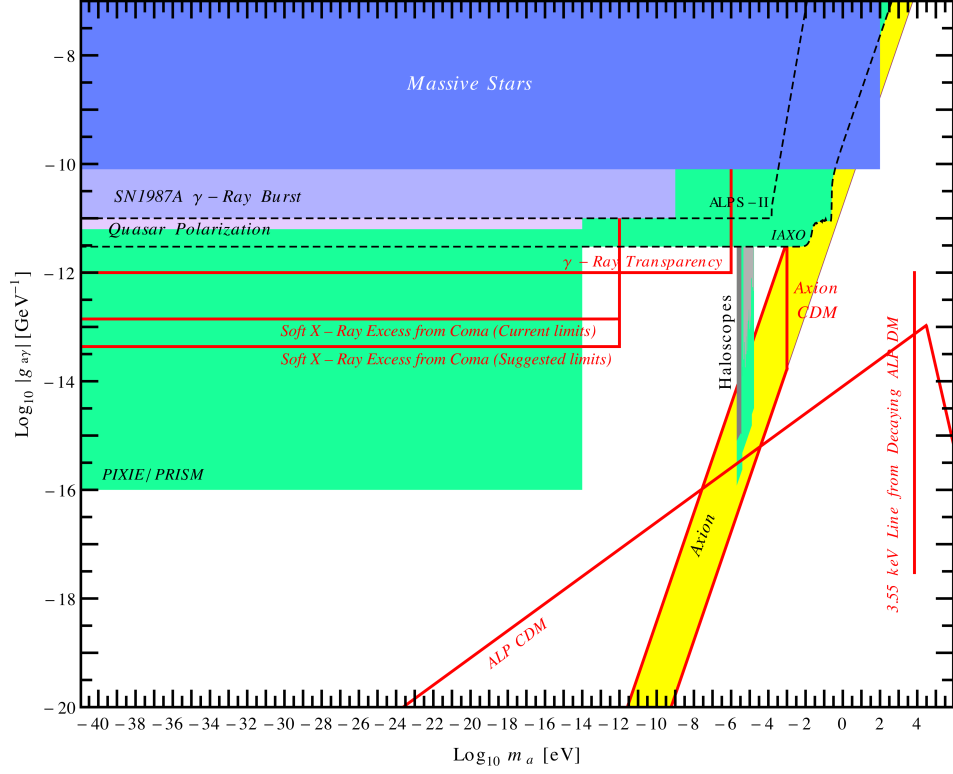 −8
Massive Stars
−10
SN1987A γ−Ray Burst
ALPS−II
Quasar Polarization
IAXO
γ−Ray Transparency
−12
Axion
CDM
Haloscopes
Soft X−Ray Excess from Coma (Current limits)
Soft X−Ray Excess from Coma (Suggested limits)
Log10 |g aγ| [GeV−1]
−14
3.55 keV Line from Decaying ALP DM
PIXIE/PRISM
−16
Axion
−18
ALP CDM
−20
−40 −38 −36 −34 −32 −30 −28 −26 −24 −22 −20 −18 −16 −14 −12 −10 −8 −6 −4 −2 0 2 4
Log10 m a [eV]